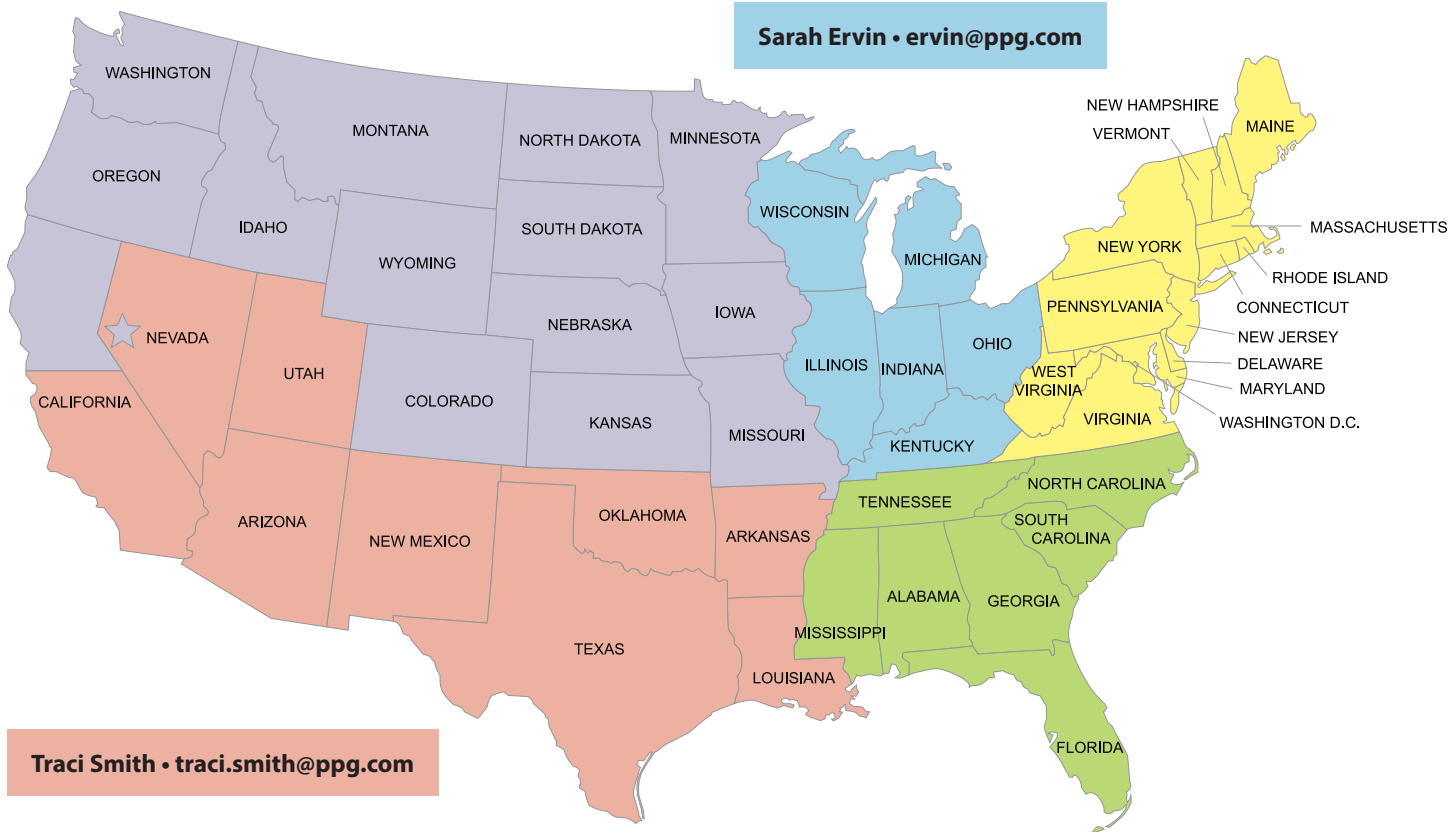 Sarah Ervin • ervin@ppg.com
WASHINGTON
OREGON
IDAHO
MONTANA
WYOMING
NORTH DAKOTA
SOUTH DAKOTA
MINNESOTA
NEBRASKA
IOWA
COLORADO
KANSAS
MISSOURI
NEVADA
UTAH
CALIFORNIA
ARIZONA
NEW MEXICO
OKLAHOMA
ARKANSAS
TEXAS
LOUISIANA
WISCONSIN
MICHIGAN
ILLINOIS
INDIANA
OHIO
KENTUCKY
NEW HAMPSHIRE
VERMONT
MAINE
NEW YORK
MASSACHUSETTS
RHODE ISLAND
CONNECTICUT
PENNSYLVANIA
NEW JERSEY
DELAWARE
MARYLAND
WASHINGTON D.C.
WEST
VIRGINIA
VIRGINIA
TENNESSEE
NORTH CAROLINA
SOUTH
CAROLINA
MISSISSIPPI
ALABAMA
GEORGIA
FLORIDA
Traci Smith • traci.smith@ppg.com